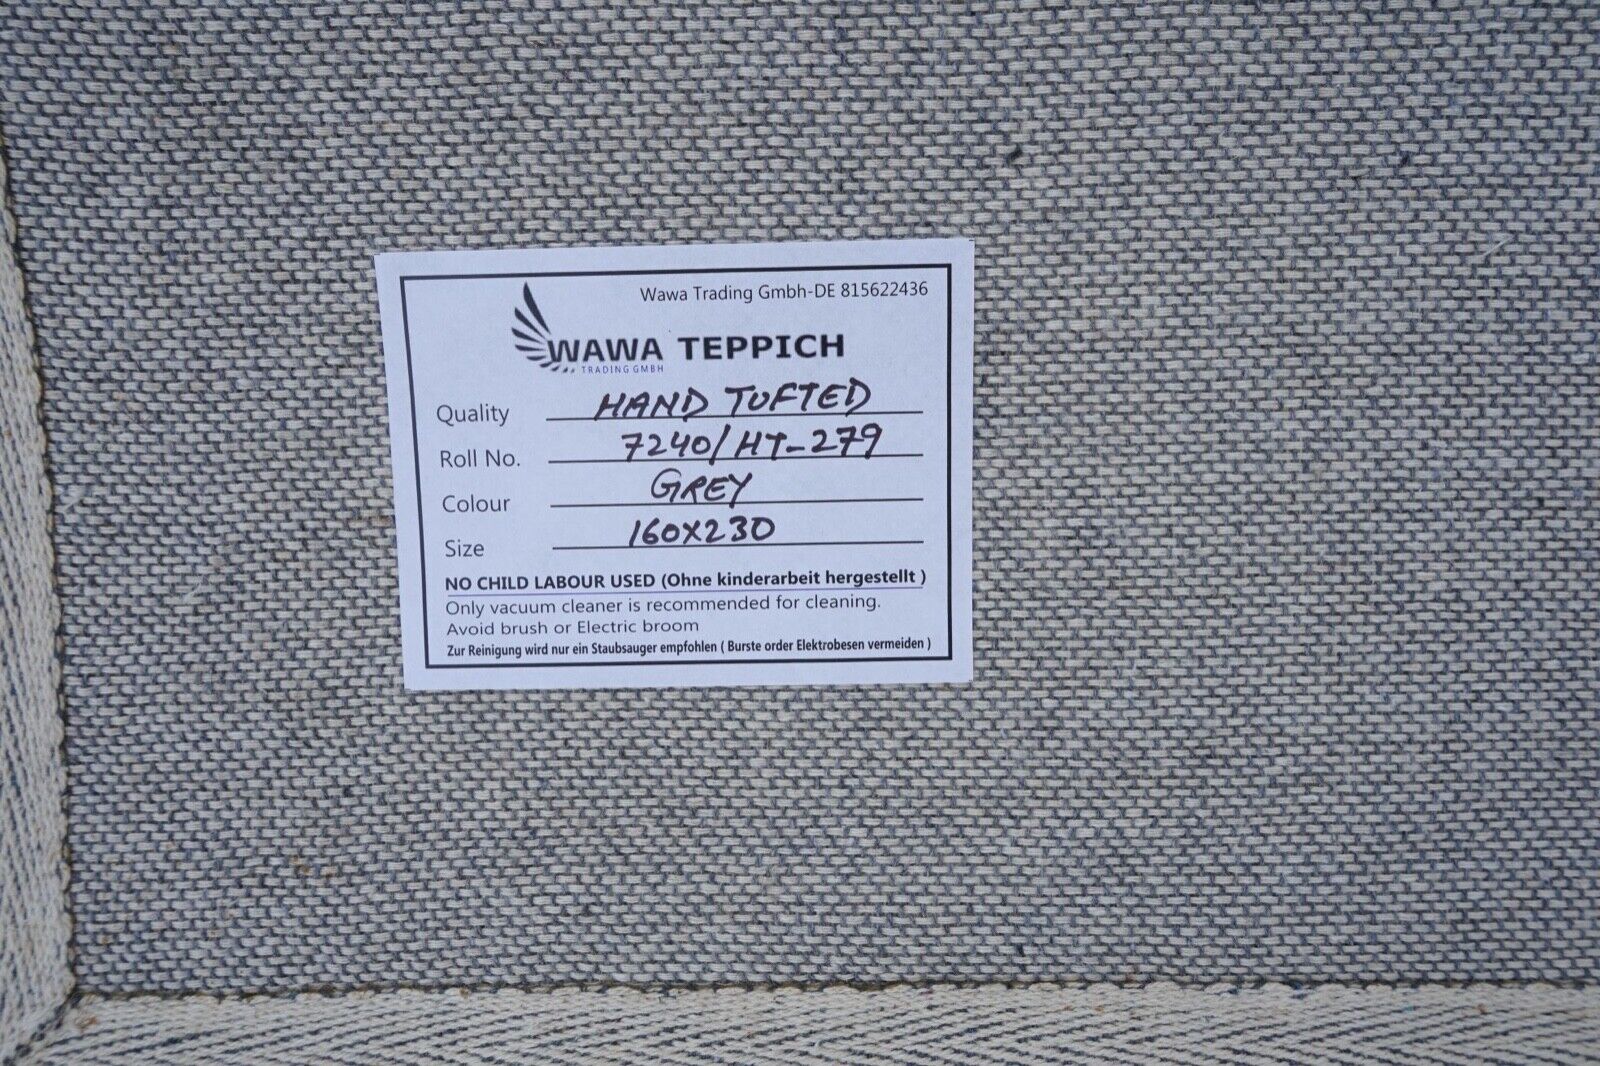 Wawa Trading Gmbh-DE 815622436
WAWA TEPPICH
TRADING GMBH
Quality HAND TUFTED
Roll No. 7240/HT-279
Colour GREY
Size 160X230
NO CHILD LABOUR USED (Ohne kinderarbeit hergestellt )
Only vacuum cleaner is recommended for cleaning.
Avoid brush or Electric broom
Zur Reinigung wird nur ein Staubsauger empfohlen ( Burste order Elektrobesen vermeiden )